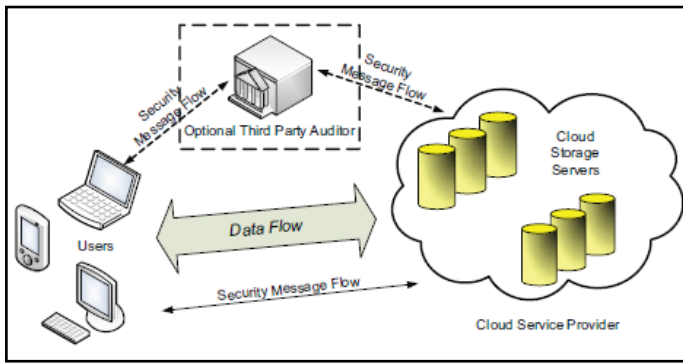 Security
Message Flow
Security
Message Flow
Optional Third Party Auditor
Cloud
Storage
Servers
Users
Data Flow
Security Message Flow
Cloud Service Provider